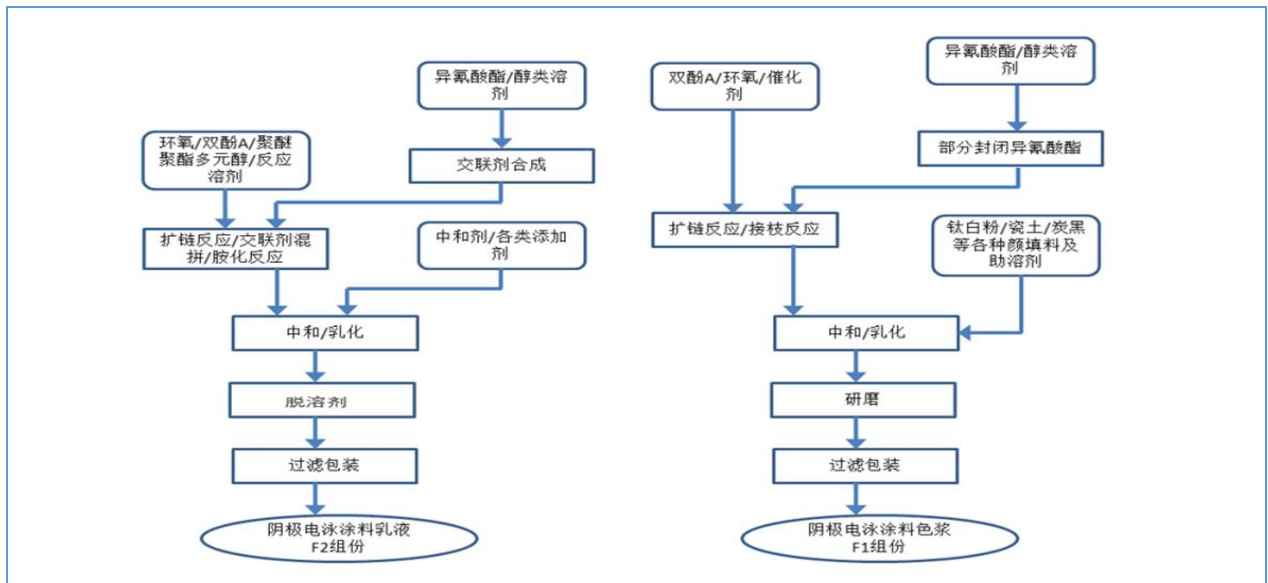 异氰酸酯/醇类溶
剂
环氧/双酚A/聚醚
聚酯多元醇/反应
溶剂
交联剂合成
扩链反应/交联剂混
拼/胺化反应
中和剂/各类添加
剂
中和/乳化
脱溶剂
过滤包装
阴极电泳涂料乳液
F2组份
双酚A/环氧/催化
剂
异氰酸酯/醇类溶
剂
部分封闭异氰酸酯
扩链反应/接枝反应
钛白粉/瓷土/炭黑
等各种颜填料及
助溶剂
中和/乳化
研磨
过滤包装
阴极电泳涂料色浆
F1组份